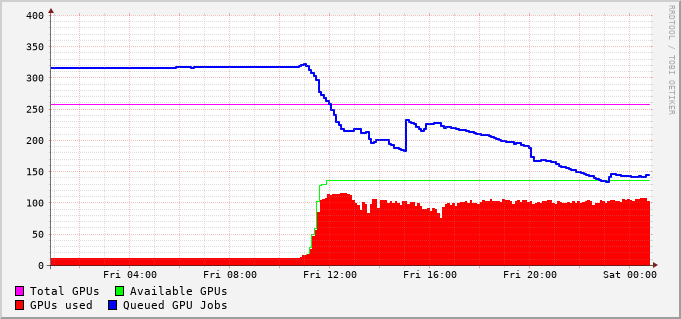 400
350
300
250
200
150
100
50
0
Fri 04:00 Fri 08:00 Fri 12:00 Fri 16:00 Fri 20:00 Sat 00:00
Total GPUs Available GPUs
GPUs used Queued GPU Jobs
RRDTOOL / TOBI OETIKER